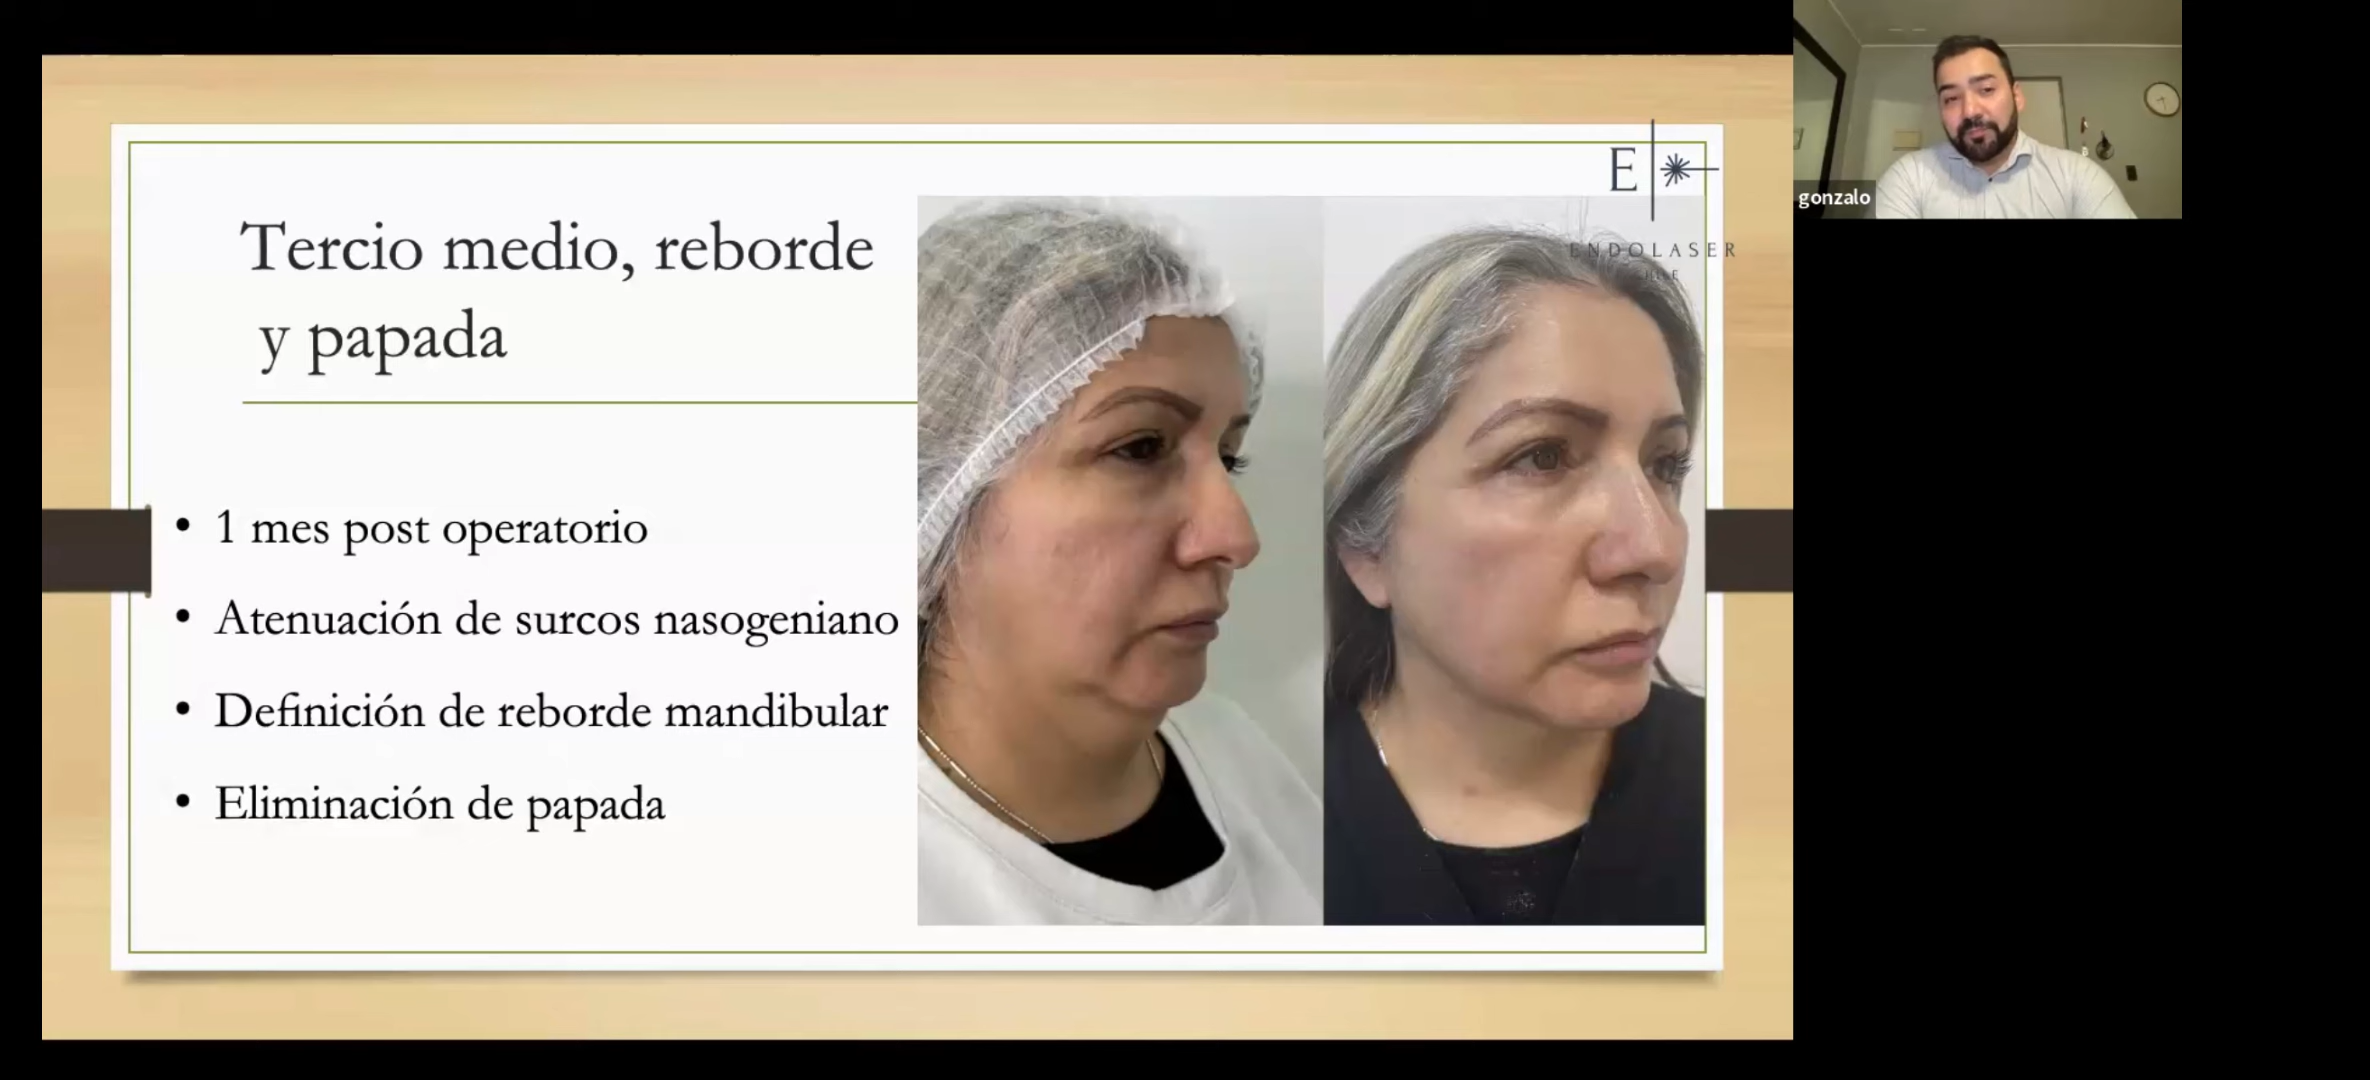 Tercio medio, reborde
y papada
• 1 mes post operatorio
• Atenuación de surcos nasogeniano
• Definición de reborde mandibular
• Eliminación de papada
E
ENDOLASER
gonzalo